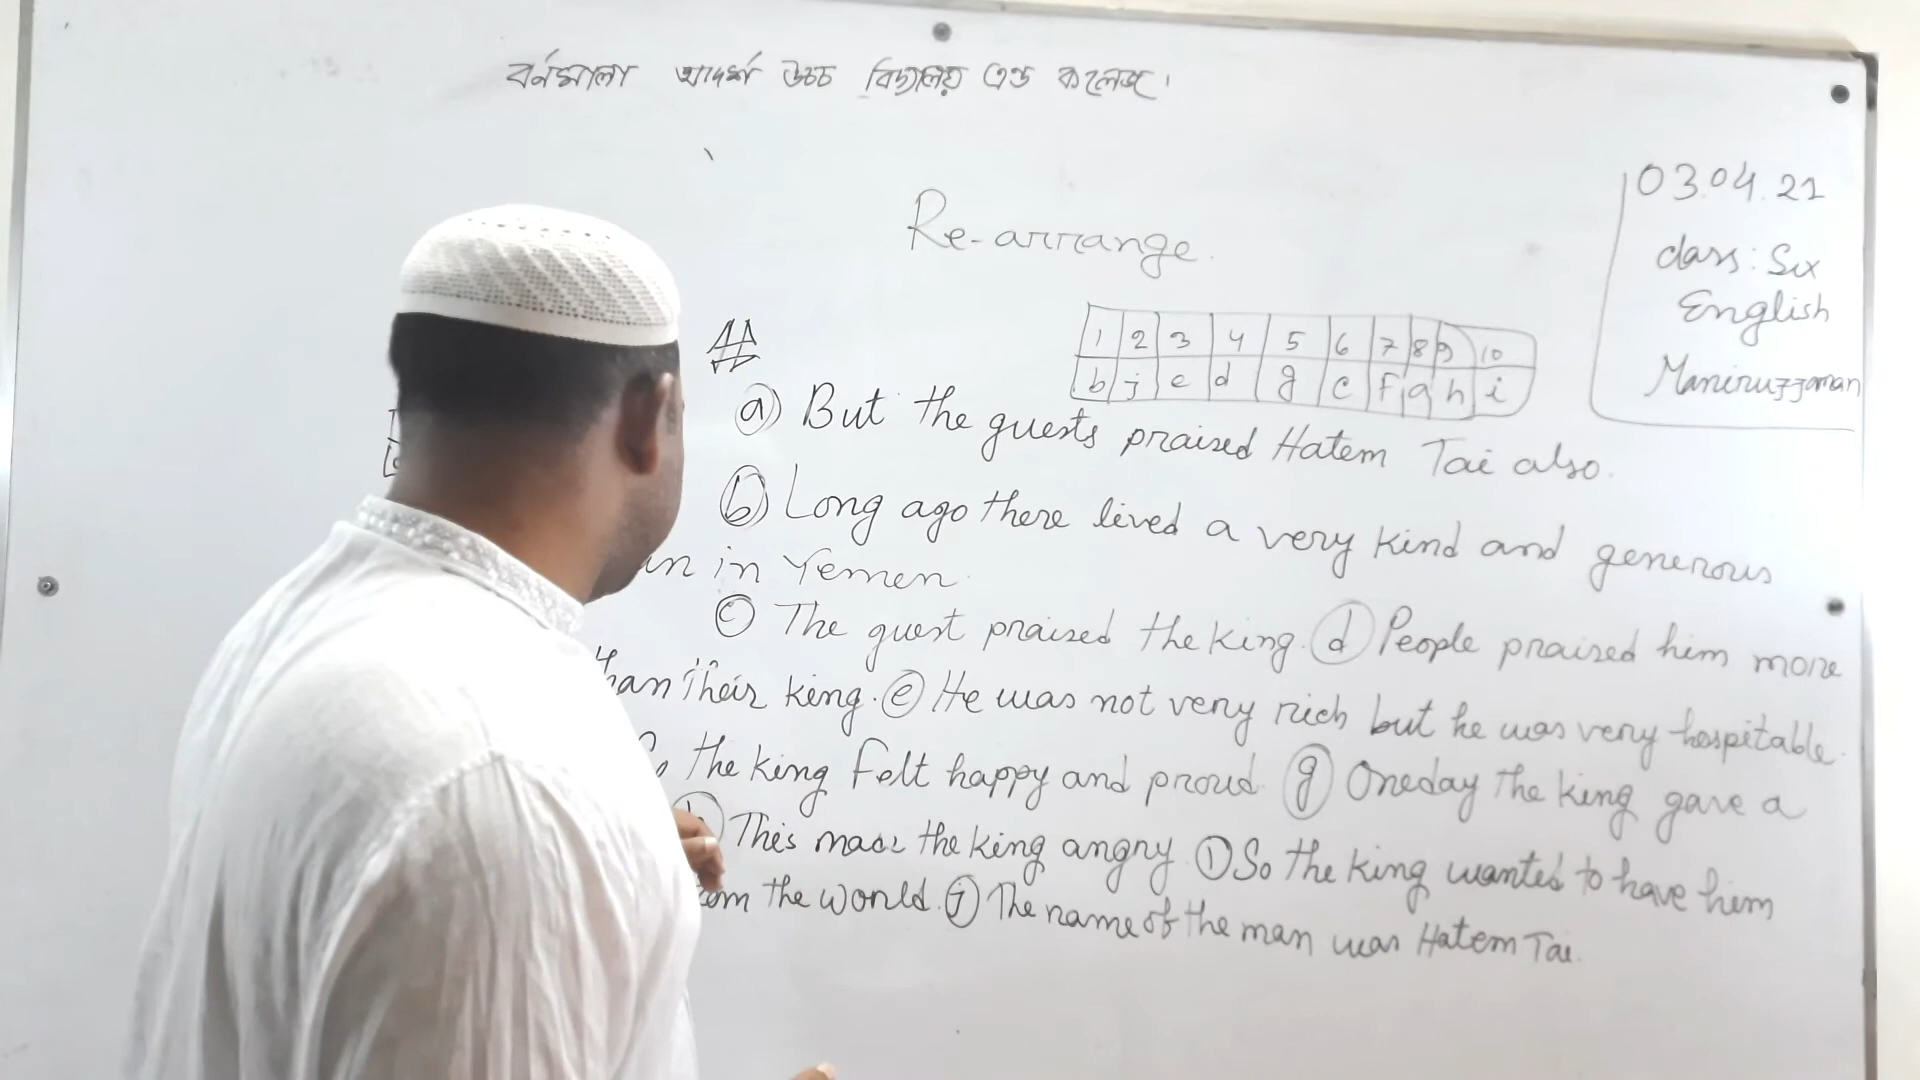 বর্নমালা আদর্শ উচ্চ বিদ্যালয় এন্ড কলেজ।
Re-arrange.
03.04.21
class: Six
English
Maniruzzaman
1 2 3 4 5 6 7 8 9 10
b j e d g c f a h i
(a) But the guests praised Hatem Tai also.
(b) Long ago there lived a very kind and generous
in Yemen.
(c) The guest praised the king. (d) People praised him more
than their king. (e) He was not very rich but he was very hospitable.
the king felt happy and proud. (g) Oneday the king gave a
This made the king angry. (i) So the king wanted to have him
the world. (j) The name of the man was Hatem Tai.